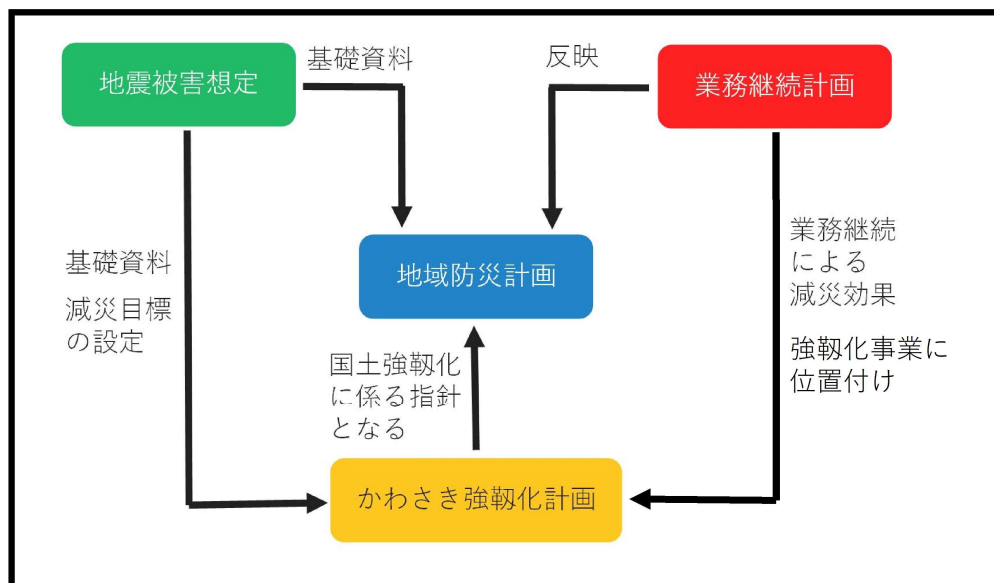 地震被害想定
基礎資料
反映
業務継続計画
地域防災計画
基礎資料
減災目標
の設定
業務継続
による
減災効果
強靱化事業に
位置付け
国土強靱化
に係る指針
となる
かわさき強靱化計画